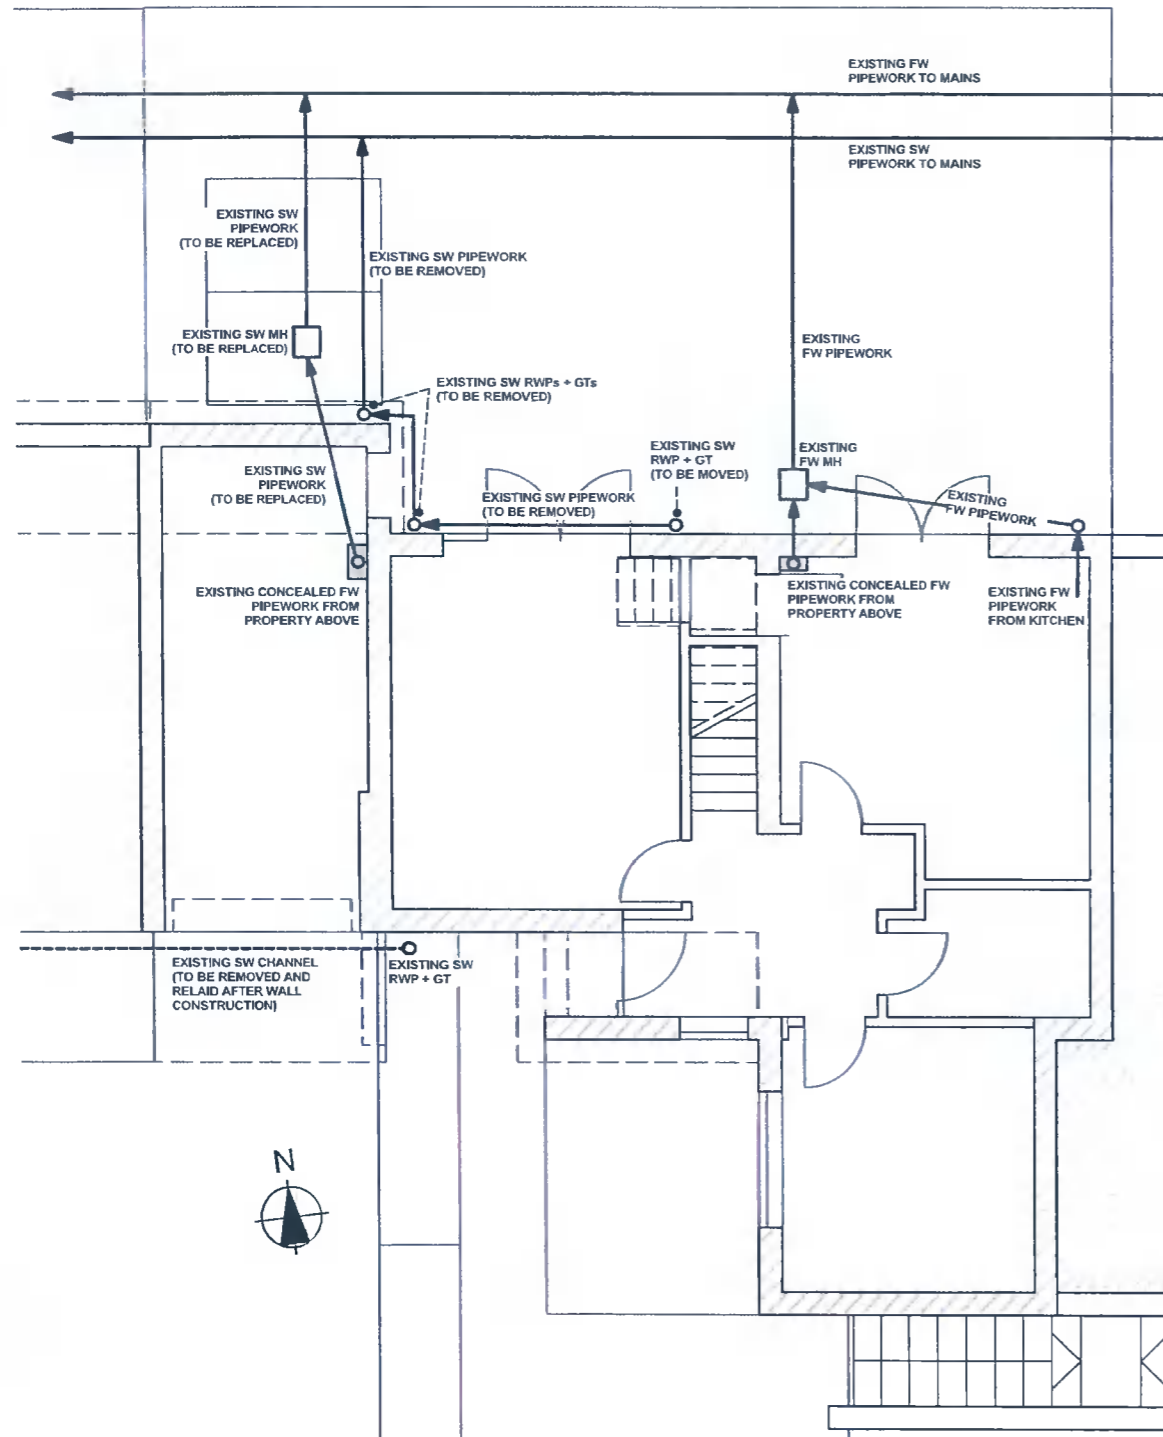 EXISTING FW
PIPEWORK TO MAINS
EXISTING SW
PIPEWORK TO MAINS
EXISTING SW
PIPEWORK
(TO BE REPLACED)
EXISTING SW PIPEWORK
(TO BE REMOVED)
EXISTING SW MH
(TO BE REPLACED)
EXISTING
FW PIPEWORK
EXISTING SW RWPs + GTs
(TO BE REMOVED)
EXISTING SW
RWP + GT
(TO BE MOVED)
EXISTING
FW MH
EXISTING SW
PIPEWORK
(TO BE REPLACED)
EXISTING SW PIPEWORK
(TO BE REMOVED)
EXISTING
FW PIPEWORK
EXISTING CONCEALED FW
PIPEWORK FROM
PROPERTY ABOVE
EXISTING CONCEALED FW
PIPEWORK FROM
PROPERTY ABOVE
EXISTING FW
PIPEWORK
FROM KITCHEN
EXISTING SW CHANNEL
(TO BE REMOVED AND
RELAID AFTER WALL
CONSTRUCTION)
EXISTING SW
RWP + GT
N